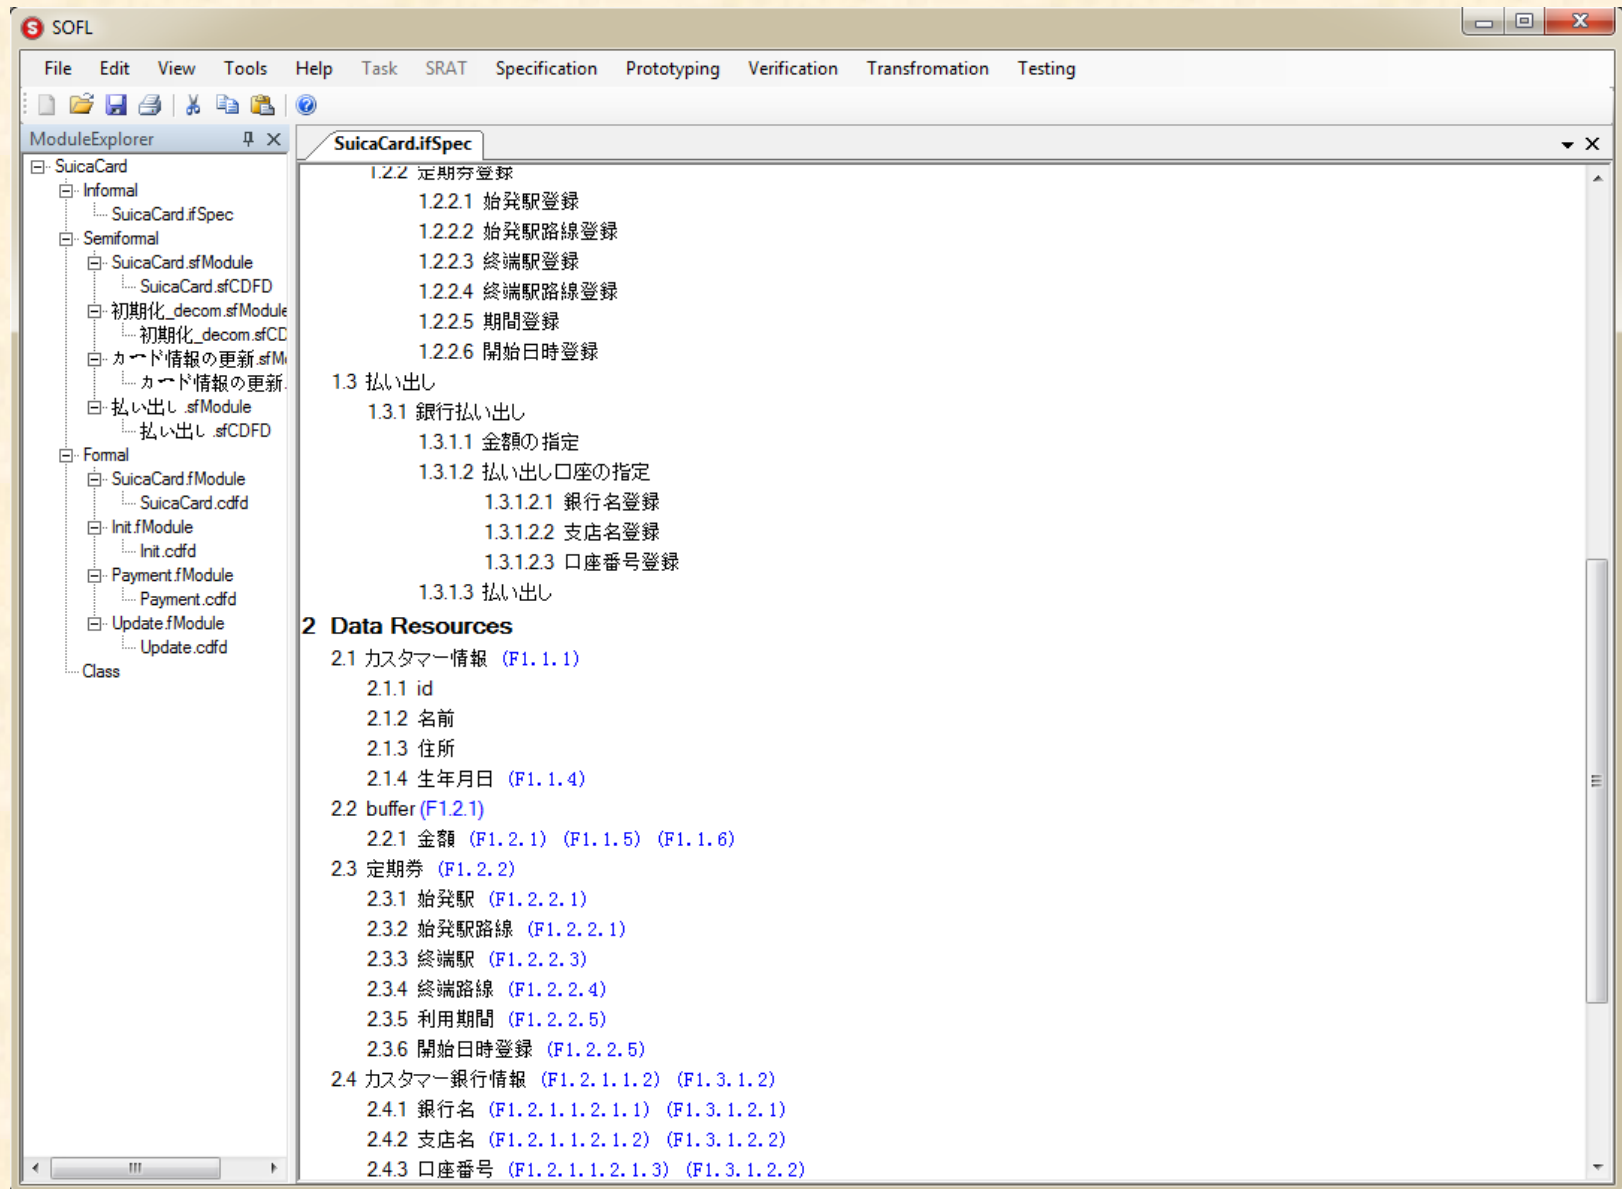 SOFL
File Edit View Tools Help Task SRAT Specification Prototyping Verification Transfromation Testing
ModuleExplorer
SuicaCard
Informal
SuicaCard.ifSpec
Semiformal
SuicaCard.sfModule
SuicaCard.sfCDFD
初期化_decom.sfModule
初期化_decom.sfCD
カード情報の更新.sfM
カード情報の更新.
払い出し.sfModule
払い出し.sfCDFD
Formal
SuicaCard.fModule
SuicaCard.cdfd
Init.fModule
Init.cdfd
Payment.fModule
Payment.cdfd
Update.fModule
Update.cdfd
Class
SuicaCard.ifSpec
1.2.2 定期券登録
1.2.2.1 始発駅登録
1.2.2.2 始発駅路線登録
1.2.2.3 終端駅登録
1.2.2.4 終端駅路線登録
1.2.2.5 期間登録
1.2.2.6 開始日時登録
1.3 払い出し
1.3.1 銀行払い出し
1.3.1.1 金額の指定
1.3.1.2 払い出し口座の指定
1.3.1.2.1 銀行名登録
1.3.1.2.2 支店名登録
1.3.1.2.3 口座番号登録
1.3.1.3 払い出し
2 Data Resources
2.1 カスタマー情報 (F1.1.1)
2.1.1 id
2.1.2 名前
2.1.3 住所
2.1.4 生年月日 (F1.1.4)
2.2 buffer (F1.2.1)
2.2.1 金額 (F1.2.1) (F1.1.5) (F1.1.6)
2.3 定期券 (F1.2.2)
2.3.1 始発駅 (F1.2.2.1)
2.3.2 始発駅路線 (F1.2.2.1)
2.3.3 終端駅 (F1.2.2.3)
2.3.4 終端路線 (F1.2.2.4)
2.3.5 利用期間 (F1.2.2.5)
2.3.6 開始日時登録 (F1.2.2.5)
2.4 カスタマー銀行情報 (F1.2.1.1.2) (F1.3.1.2)
2.4.1 銀行名 (F1.2.1.1.2.1.1) (F1.3.1.2.1)
2.4.2 支店名 (F1.2.1.1.2.1.2) (F1.3.1.2.2)
2.4.3 口座番号 (F1.2.1.1.2.1.3) (F1.3.1.2.2)